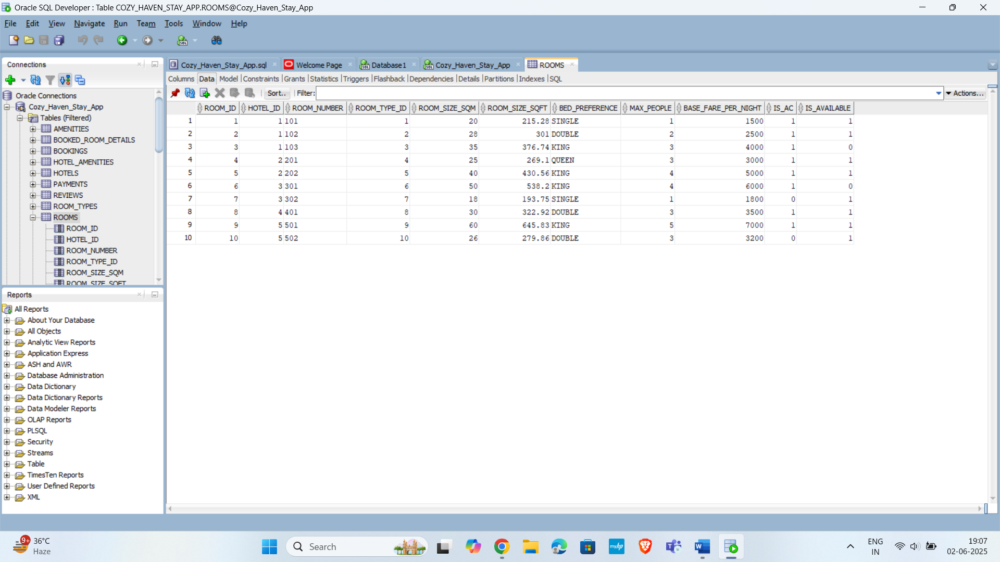 Oracle SQL Developer : Table COZY_HAVEN_STAY_APP.ROOMS@Cozy_Haven_Stay_App
File Edit View Navigate Run Team Tools Window Help
Connections
Oracle Connections
Cozy_Haven_Stay_App
Tables (Filtered)
AMENITIES
BOOKED_ROOM_DETAILS
BOOKINGS
HOTEL_AMENITIES
HOTELS
PAYMENTS
REVIEWS
ROOM_TYPES
ROOMS
ROOM_ID
HOTEL_ID
ROOM_NUMBER
ROOM_TYPE_ID
ROOM_SIZE_SQM
ROOM_SIZE_SQFT
Reports
All Reports
About Your Database
All Objects
Analytic View Reports
Application Express
ASH and AWR
Database Administration
Data Dictionary
Data Dictionary Reports
Data Modeler Reports
OLAP Reports
PLSQL
Security
Streams
Table
TimesTen Reports
User Defined Reports
XML
Cozy_Haven_Stay_App.sql Welcome Page Database1 Cozy_Haven_Stay_App ROOMS
Columns Data Model Constraints Grants Statistics Triggers Flashback Dependencies Details Partitions Indexes SQL
Sort.. Filter: Actions...
ROOM_ID HOTEL_ID ROOM_NUMBER ROOM_TYPE_ID ROOM_SIZE_SQM ROOM_SIZE_SQFT BED_PREFERENCE MAX_PEOPLE BASE_FARE_PER_NIGHT IS_AC IS_AVAILABLE
1 1 1 101 1 20 215.28 SINGLE 1 1500 1 1
2 2 1 102 2 28 301 DOUBLE 2 2500 1 1
3 3 1 103 3 35 376.74 KING 3 4000 1 0
4 4 2 201 4 25 269.1 QUEEN 3 3000 1 1
5 5 2 202 5 40 430.56 KING 4 5000 1 1
6 6 3 301 6 50 538.2 KING 4 6000 1 0
7 7 3 302 7 18 193.75 SINGLE 1 1800 0 1
8 8 4 401 8 30 322.92 DOUBLE 3 3500 1 1
9 9 5 501 9 60 645.83 KING 5 7000 1 1
10 10 5 502 10 26 279.86 DOUBLE 3 3200 0 1
9+
36°C
Haze
Search
myhp
ENG
IN
19:07
02-06-2025